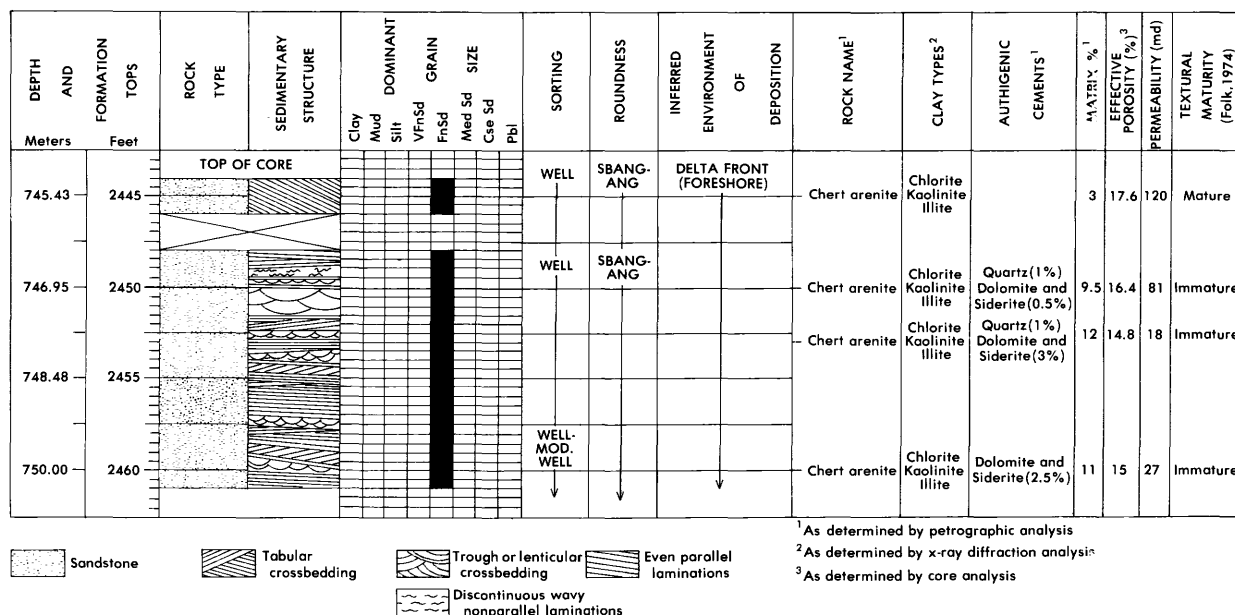 DEPTH
AND
FORMATION
TOPS
Meters
Feet
ROCK
TYPE
SEDIMENTARY
STRUCTURE
DOMINANT
GRAIN
SIZE
Clay
Mud
Silt
VFnSd
FnSd
Med Sd
Cse Sd
Pbl
SORTING
ROUNDNESS
INFERRED
ENVIRONMENT
OF
DEPOSITION
ROCK NAME1
CLAY TYPES2
AUTHIGENIC
CEMENTS1
MATRIX %1
EFFECTIVE
POROSITY (%)3
PERMEABILITY (md)
TEXTURAL
MATURITY
(Folk.1974)
TOP OF CORE
WELL
SBANG-
ANG
DELTA FRONT
(FORESHORE)
745.43
2445
Chert arenite
Chlorite
Kaolinite
Illite
3
17.6
120
Mature
WELL
SBANG-
ANG
746.95
2450
Chert arenite
Chlorite
Kaolinite
Illite
Quartz(1%)
Dolomite and
Siderite(0.5%)
9.5
16.4
81
Immature
Chert arenite
Chlorite
Kaolinite
Illite
Quartz(1%)
Dolomite and
Siderite(3%)
12
14.8
18
Immature
748.48
2455
WELL-
MOD.
WELL
750.00
2460
Chert arenite
Chlorite
Kaolinite
Illite
Dolomite and
Siderite(2.5%)
11
15
27
Immature
Sandstone
Tabular
crossbedding
Trough or lenticular
crossbedding
Even parallel
laminations
Discontinuous wavy
nonparallel laminations
1As determined by petrographic analysis
2As determined by x-ray diffraction analysis
3As determined by core analysis